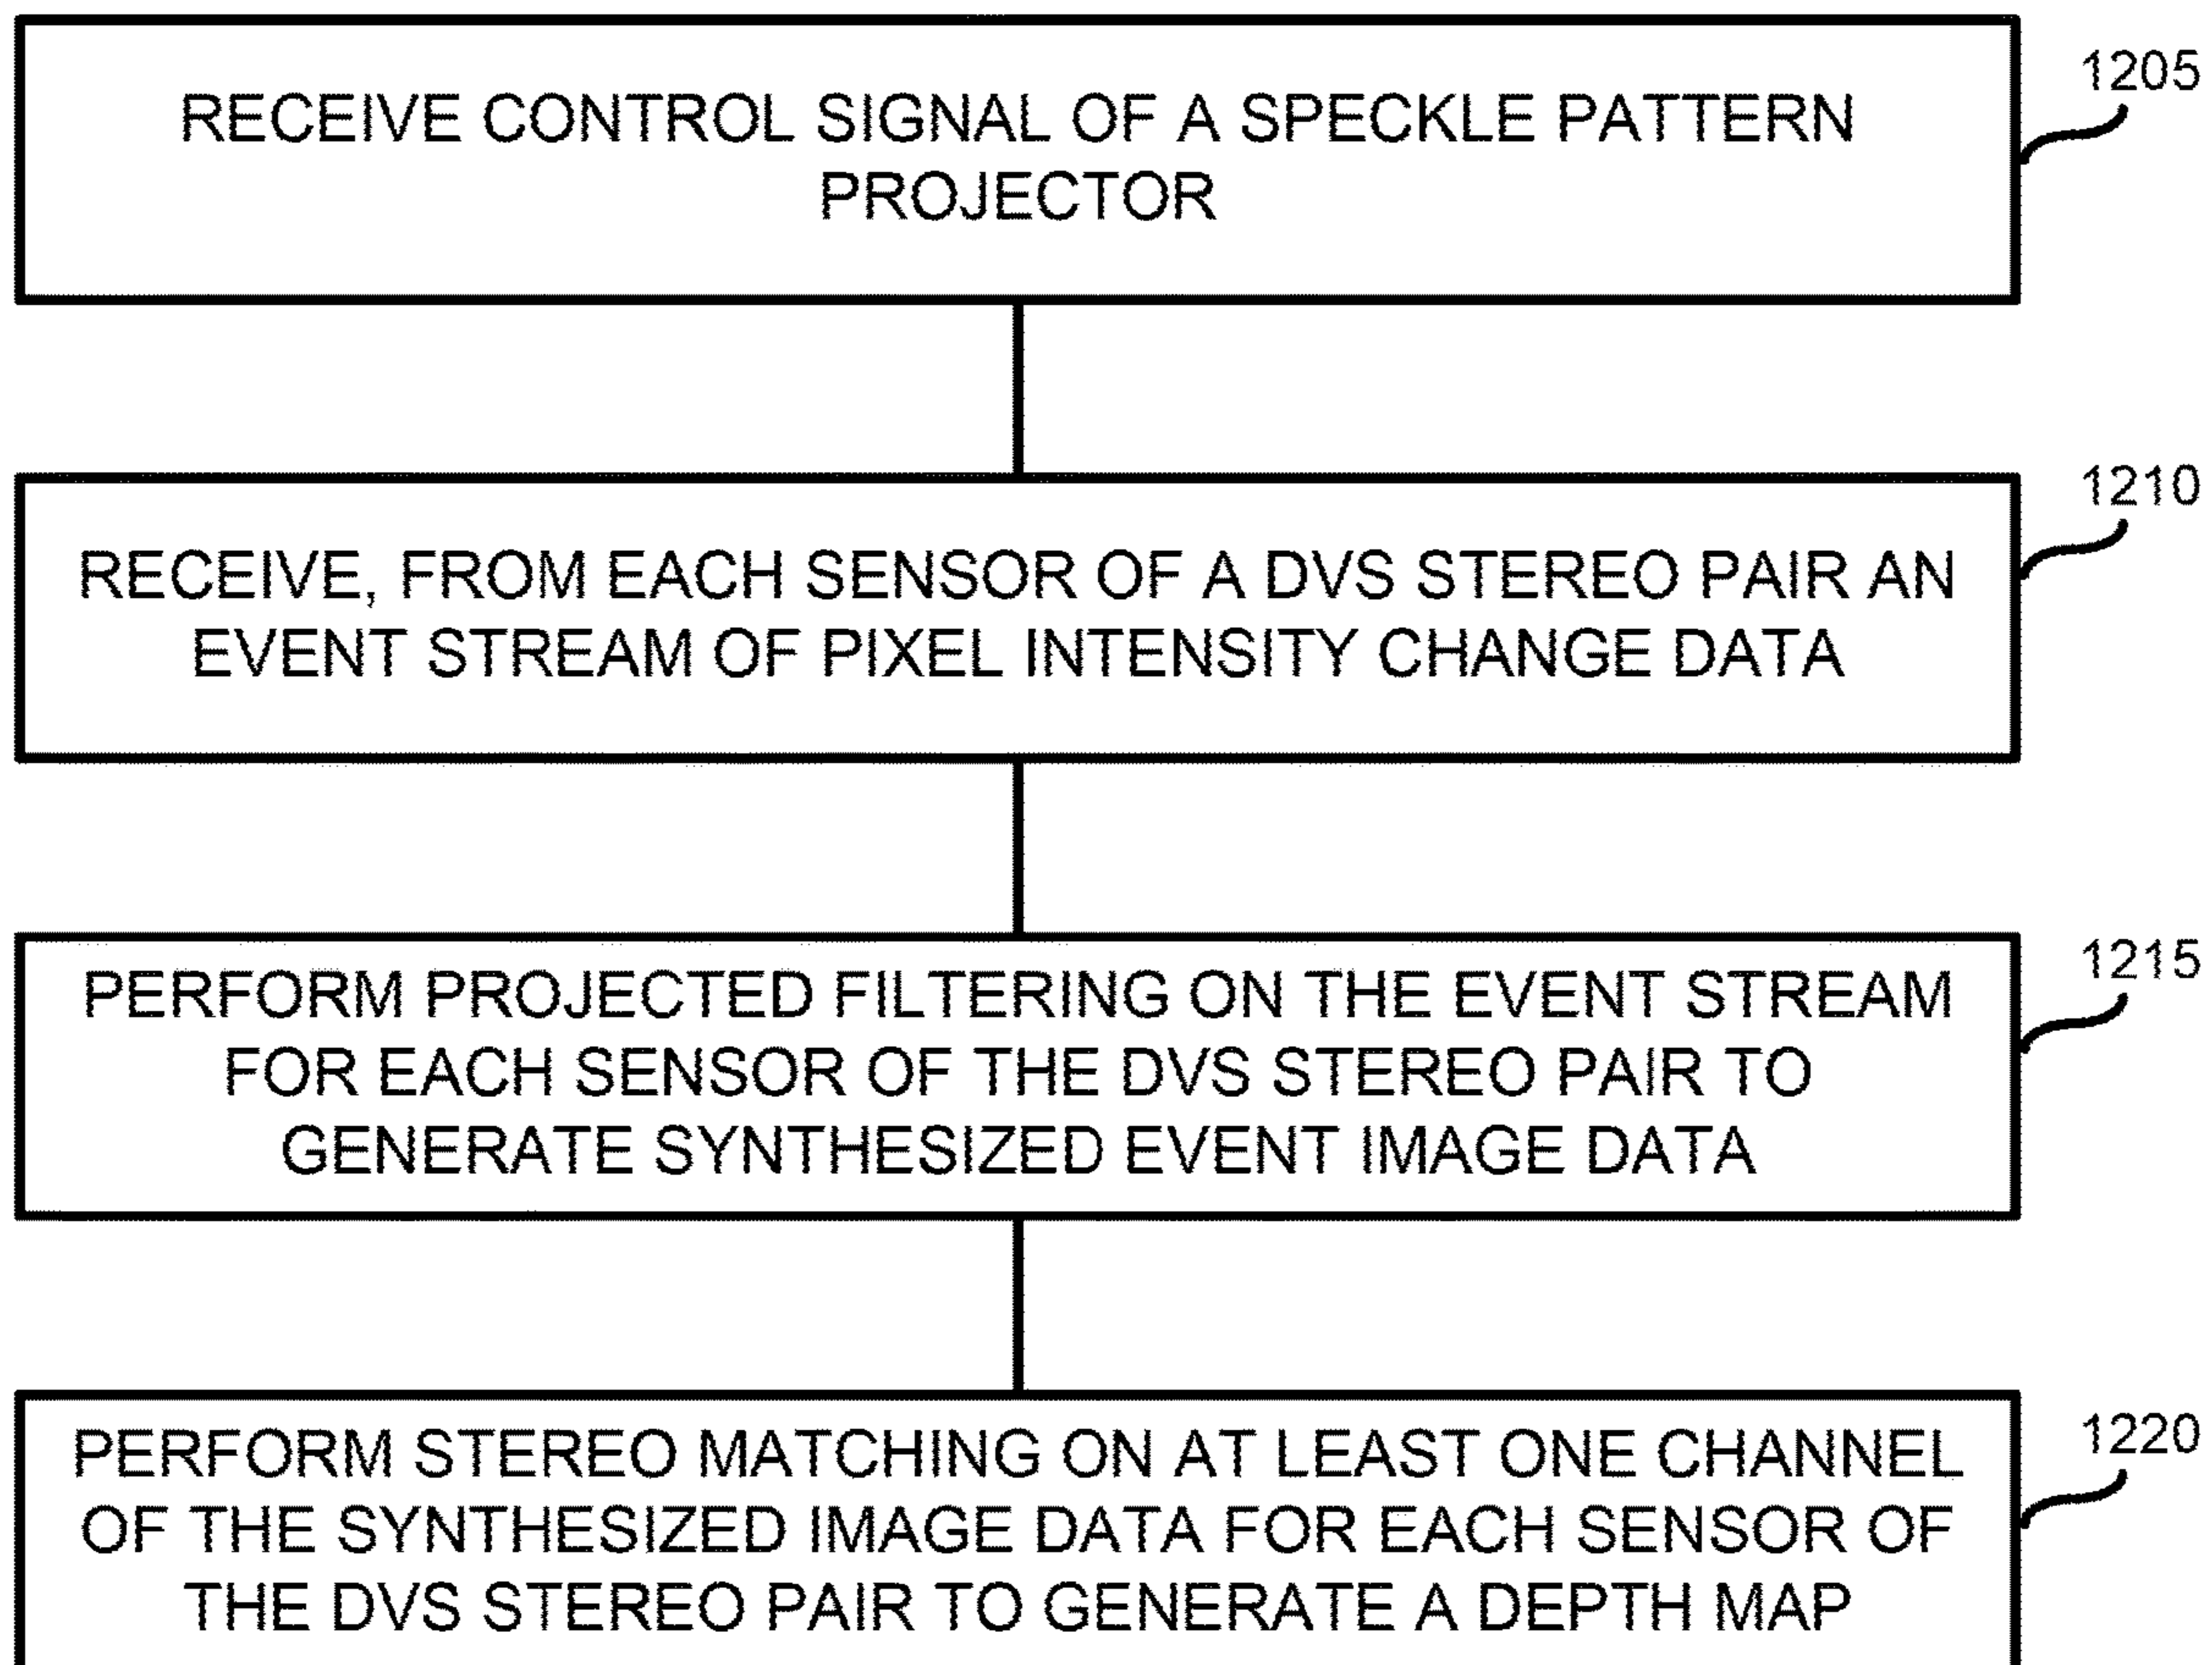 RECEIVE CONTROL SIGNAL OF A SPECKLE PATTERN
PROJECTOR
1205
RECEIVE, FROM EACH SENSOR OF A DVS STEREO PAIR AN
EVENT STREAM OF PIXEL INTENSITY CHANGE DATA
1210
PERFORM PROJECTED FILTERING ON THE EVENT STREAM
FOR EACH SENSOR OF THE DVS STEREO PAIR TO
GENERATE SYNTHESIZED EVENT IMAGE DATA
1215
PERFORM STEREO MATCHING ON AT LEAST ONE CHANNEL
OF THE SYNTHESIZED IMAGE DATA FOR EACH SENSOR OF
THE DVS STEREO PAIR TO GENERATE A DEPTH MAP
1220